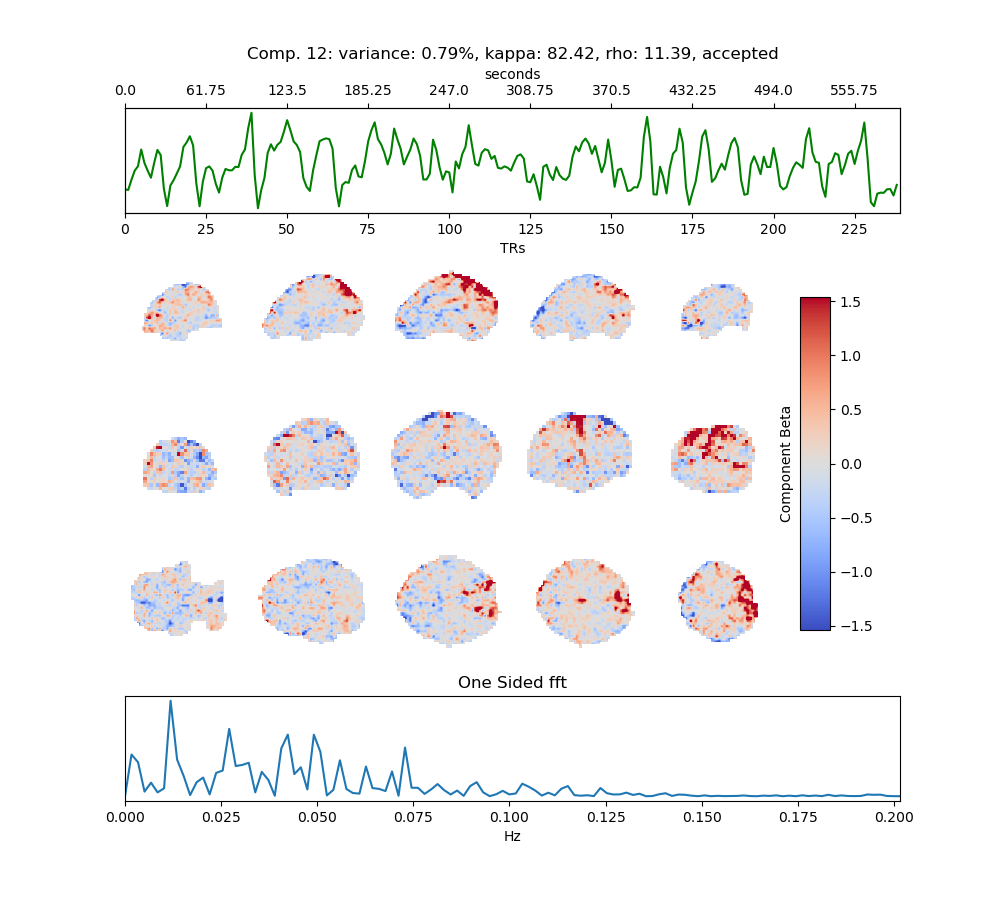 Comp. 12: variance: 0.79%, kappa: 82.42, rho: 11.39, accepted
seconds
0.0 61.75 123.5 185.25 247.0 308.75 370.5 432.25 494.0 555.75
0 25 50 75 100 125 150 175 200 225
TRs
1.5
1.0
0.5
0.0
−0.5
−1.0
−1.5
Component Beta
One Sided fft
0.000 0.025 0.050 0.075 0.100 0.125 0.150 0.175 0.200
Hz